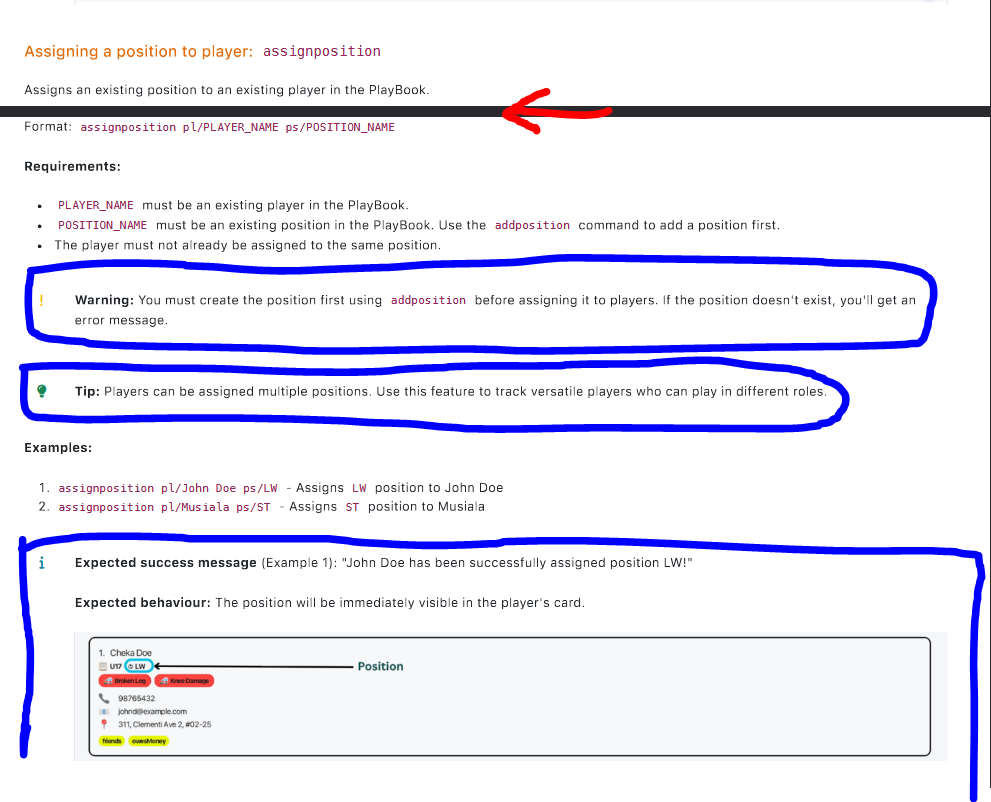 Assigning a position to player: assignposition
Assigns an existing position to an existing player in the PlayBook.
Format: assignposition pl/PLAYER_NAME ps/POSITION_NAME
Requirements:
PLAYER_NAME must be an existing player in the PlayBook.
POSITION_NAME must be an existing position in the PlayBook. Use the addposition command to add a position first.
The player must not already be assigned to the same position.
Warning: You must create the position first using addposition before assigning it to players. If the position doesn't exist, you'll get an
error message.
Tip: Players can be assigned multiple positions. Use this feature to track versatile players who can play in different roles.
Examples:
1. assignposition pl/John Doe ps/LW - Assigns LW position to John Doe
2. assignposition pl/Musiala ps/ST - Assigns ST position to Musiala
Expected success message (Example 1): "John Doe has been successfully assigned position LW!"
Expected behaviour: The position will be immediately visible in the player's card.
1. Cheka Doe
U17 LW Position
Broken Leg Knee Damage
98765432
johnd@example.com
311, Clementi Ave 2, #02-25
friends owesMoney